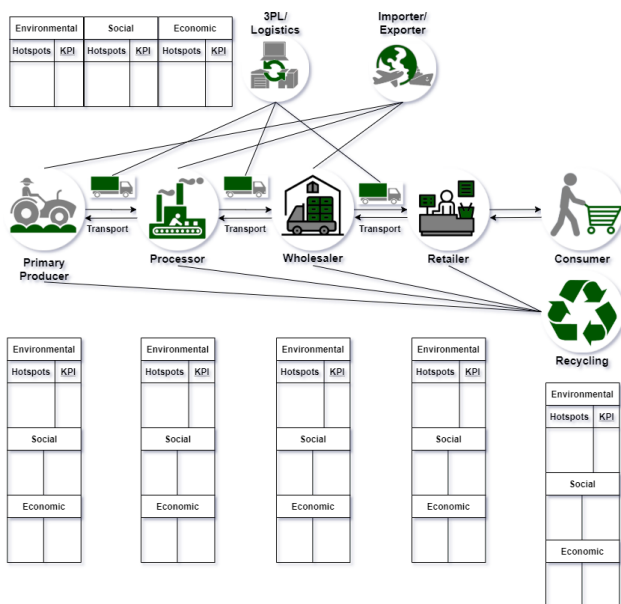 3PL/
Logistics
Importer/
Exporter
Environmental Social Economic
Hotspots KPI Hotspots KPI Hotspots KPI
Transport Transport Transport
Primary
Producer
Processor
Wholesaler
Retailer
Consumer
Recycling
Environmental Environmental Environmental Environmental
Hotspots KPI Hotspots KPI Hotspots KPI Hotspots KPI
Environmental
Hotspots KPI
Social Social Social Social
Social
Economic Economic Economic Economic
Economic